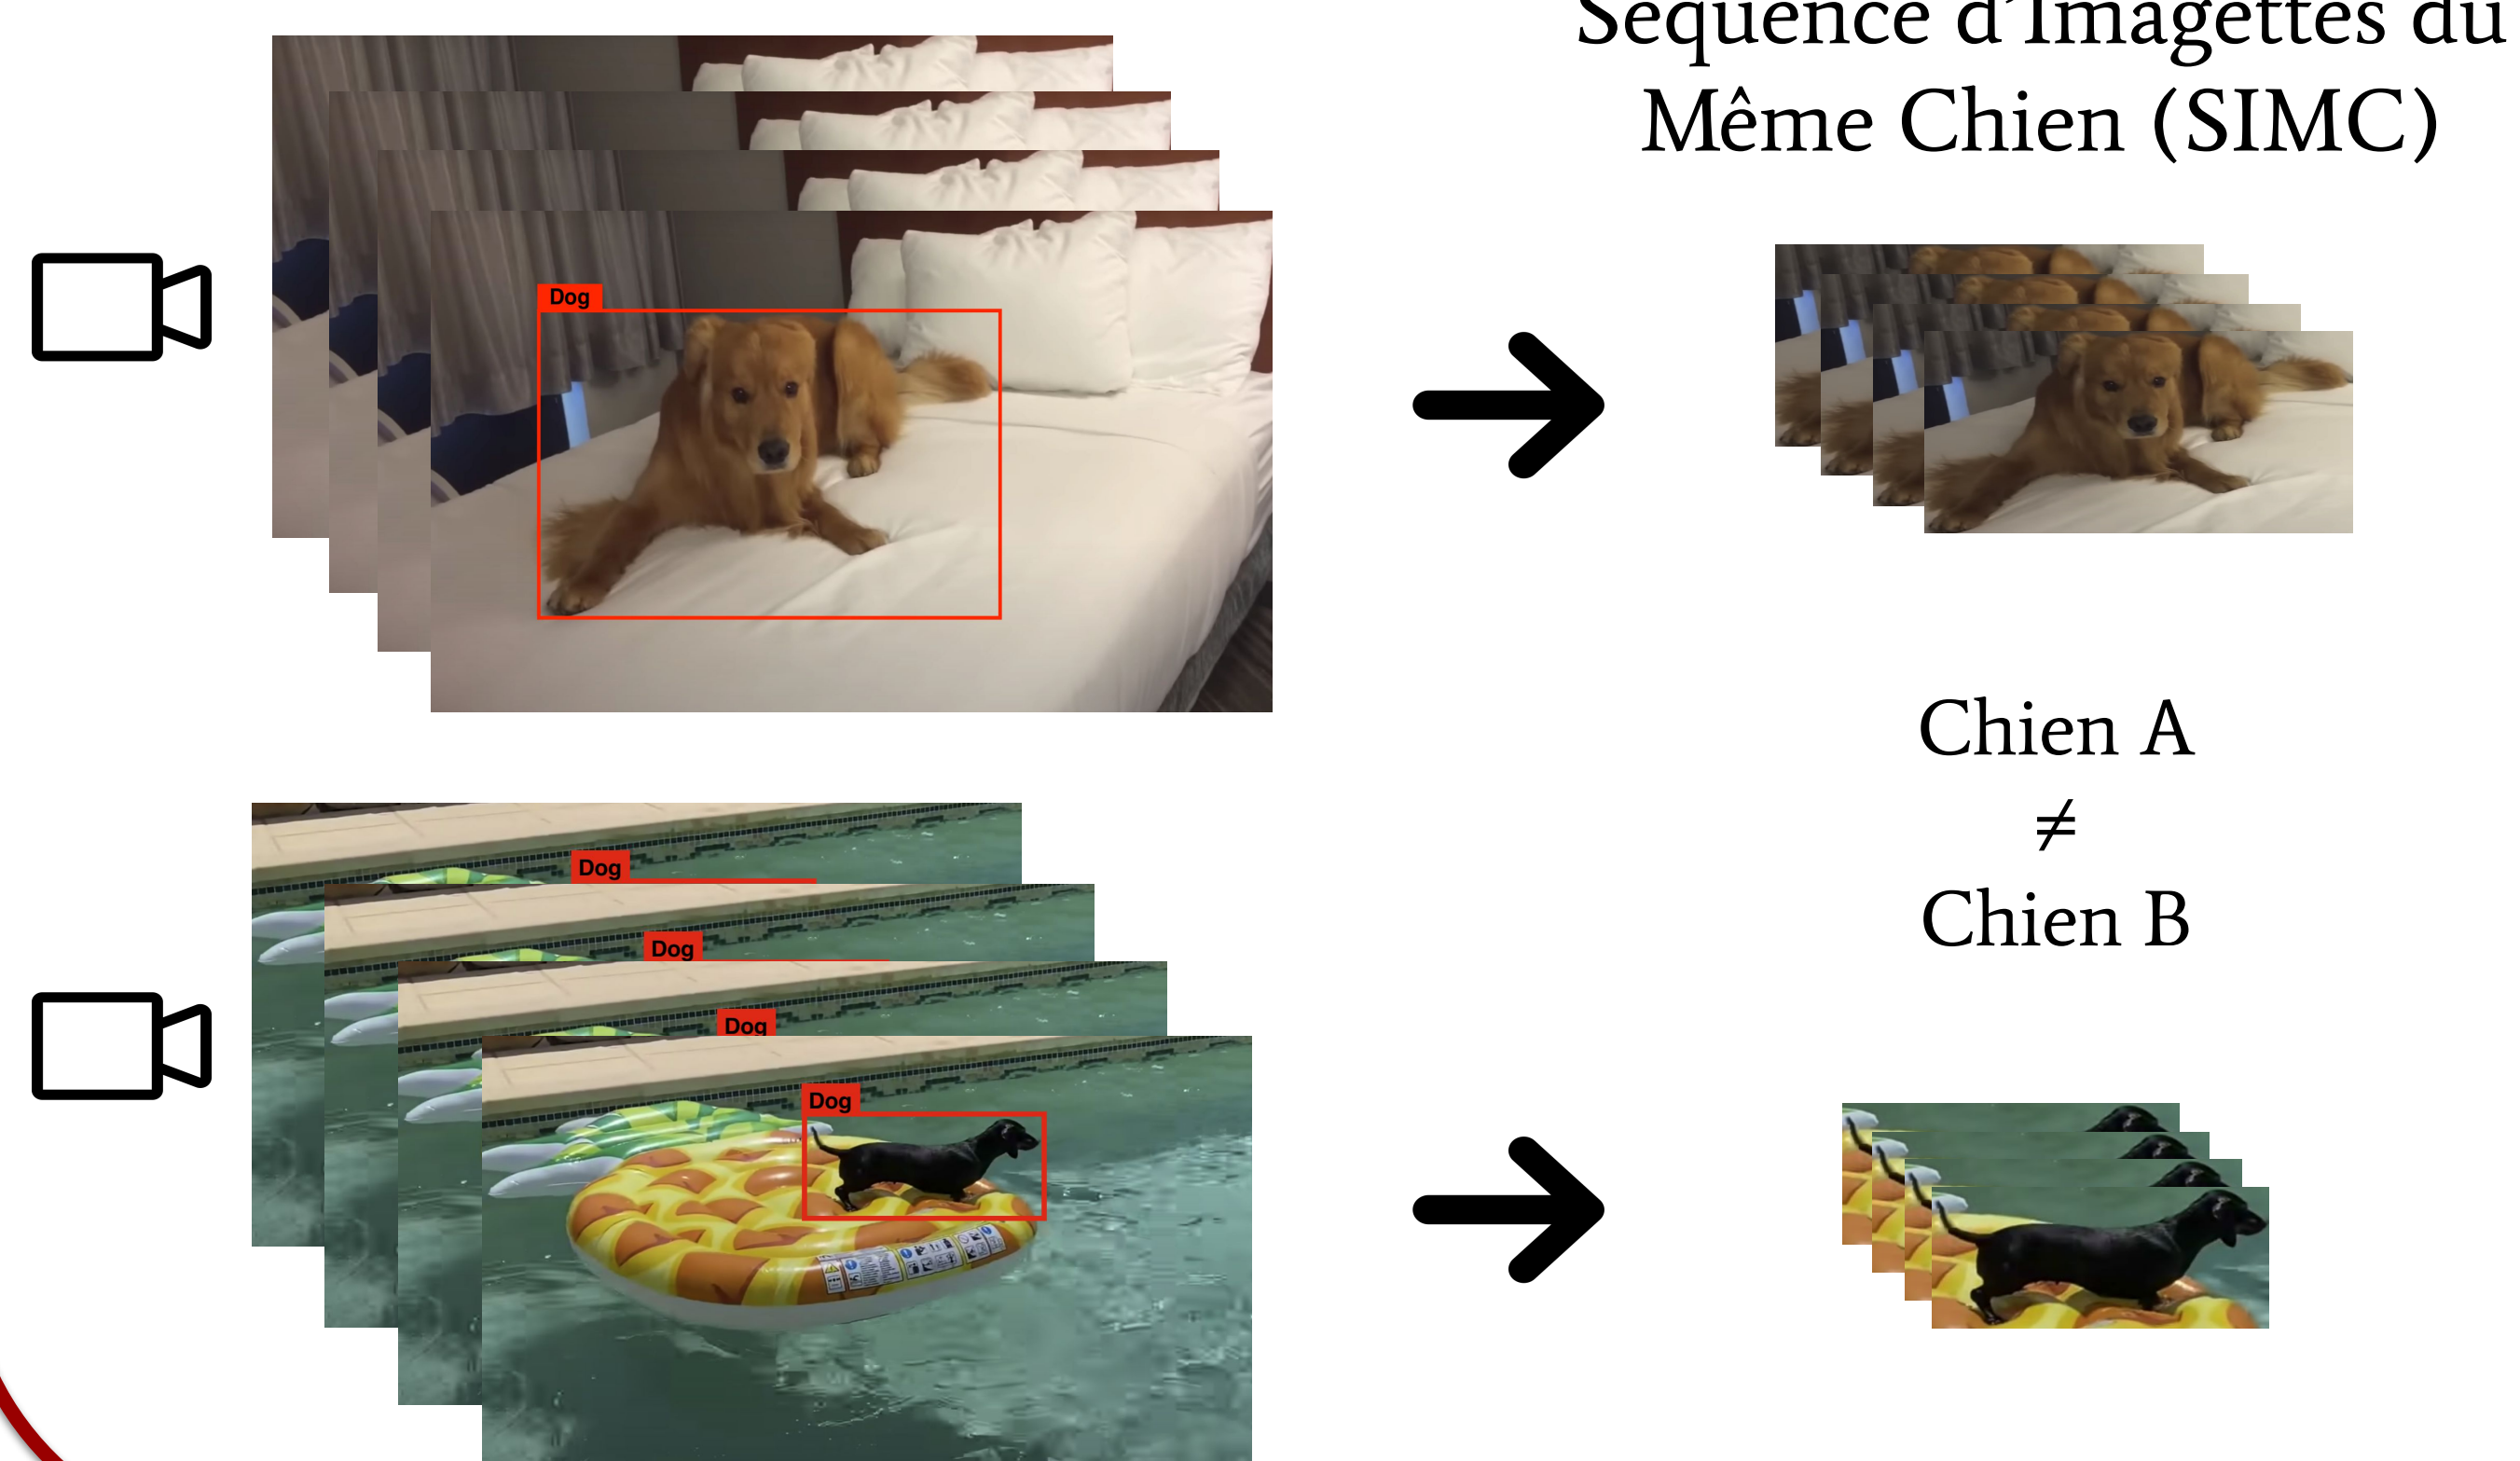 Séquence d'Imagettes du
Même Chien (SIMC)
Dog
Chien A
≠
Chien B
Dog
Dog
Dog
Dog